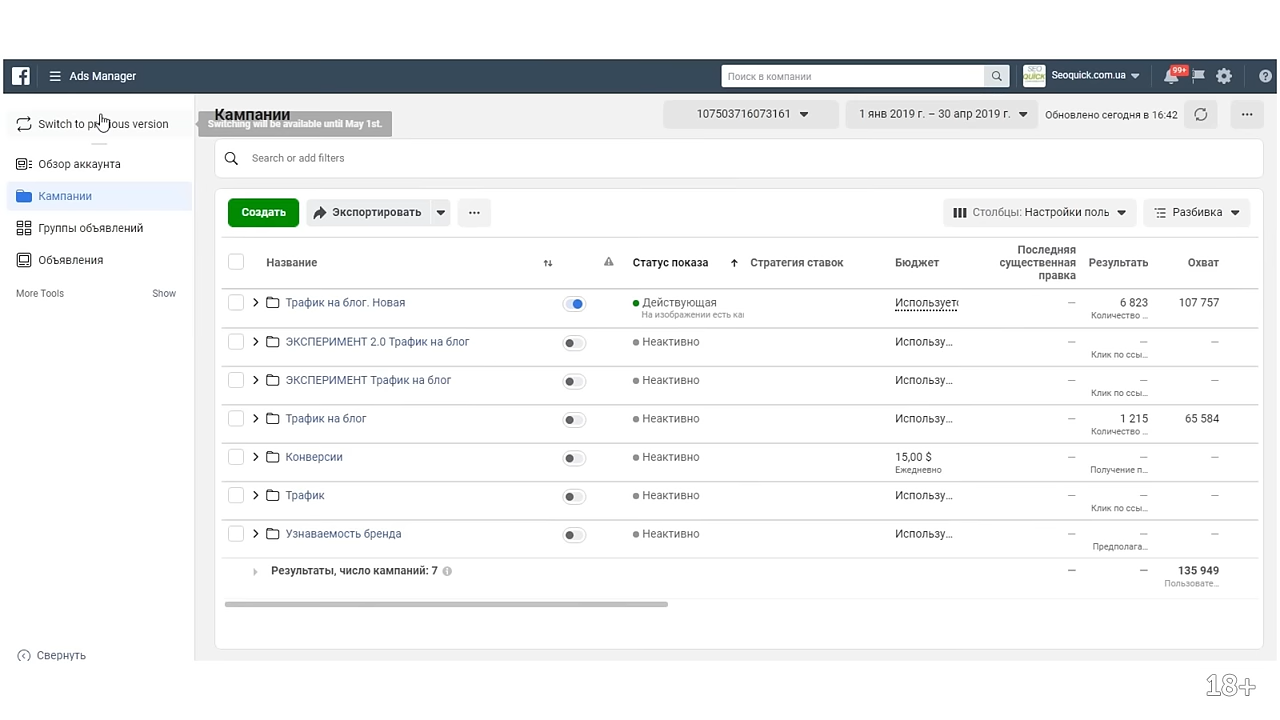 Ads Manager
Поиск в компании
SEO
QUICK
Seoquick.com.ua
99+
Switch to previous version
Switching will be available until May 1st.
Кампании
107503716073161
1 янв 2019 г. – 30 апр 2019 г.
Обновлено сегодня в 16:42
Обзор аккаунта
Search or add filters
Кампании
Группы объявлений
Объявления
More Tools
Show
Создать
Экспортировать
Столбцы: Настройки поль
Разбивка
Название
Статус показа
Стратегия ставок
Бюджет
Последняя существенная правка
Результать
Охват
Трафик на блог. Новая
Действующая
На изображении есть каї
Используетс
—
6 823
Количество ...
107 757
ЭКСПЕРИМЕНТ 2.0 Трафик на блог
Неактивно
Использу...
—
—
Клик по ссы...
—
ЭКСПЕРИМЕНТ Трафик на блог
Неактивно
Использу...
—
—
Клик по ссы...
—
Трафик на блог
Неактивно
Использу...
—
1 215
Количество ...
65 584
Конверсии
Неактивно
15,00 $
Ежедневно
—
—
Получение п...
—
Трафик
Неактивно
Использу...
—
—
Клик по ссы...
—
Узнаваемость бренда
Неактивно
Использу...
—
—
Предполага...
—
Результаты, число кампаний: 7
—
—
135 949
Пользовате...
Свернуть
18+